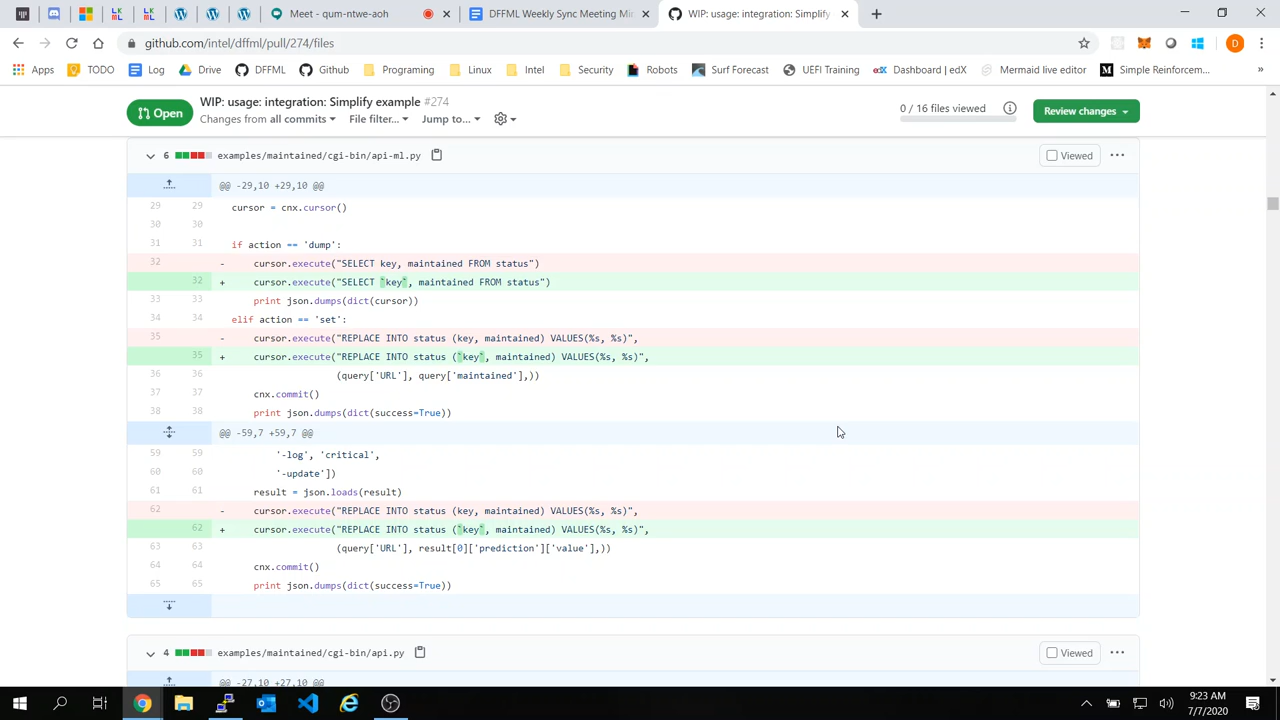 Meet - qum-ntwe-aoh
DFFML Weekly Sync Meeting Mi
WIP: usage: integration: Simplify
github.com/intel/dffml/pull/274/files
D
Apps
TODO
Log
Drive
DFFML
Github
Programing
Linux
Intel
Security
Robots
Surf Forecast
UEFI Training
Dashboard | edX
Mermaid live editor
Simple Reinforcem...
»
Open
WIP: usage: integration: Simplify example #274
Changes from all commits
File filter...
Jump to...
0 / 16 files viewed
Review changes
6 examples/maintained/cgi-bin/api-ml.py
Viewed
@@ -29,10 +29,10 @@
29 29 cursor = cnx.cursor()
30 30
31 31 if action == 'dump':
32 - cursor.execute("SELECT key, maintained FROM status")
32 + cursor.execute("SELECT `key`, maintained FROM status")
33 33 print json.dumps(dict(cursor))
34 34 elif action == 'set':
35 - cursor.execute("REPLACE INTO status (key, maintained) VALUES(%s, %s)",
35 + cursor.execute("REPLACE INTO status (`key`, maintained) VALUES(%s, %s)",
36 36 (query['URL'], query['maintained'],))
37 37 cnx.commit()
38 38 print json.dumps(dict(success=True))
@@ -59,7 +59,7 @@
59 59 '-log', 'critical',
60 60 '-update'])
61 61 result = json.loads(result)
62 - cursor.execute("REPLACE INTO status (key, maintained) VALUES(%s, %s)",
62 + cursor.execute("REPLACE INTO status (`key`, maintained) VALUES(%s, %s)",
63 63 (query['URL'], result[0]['prediction']['value'],))
64 64 cnx.commit()
65 65 print json.dumps(dict(success=True))
4 examples/maintained/cgi-bin/api.py
Viewed
@@ -27,10 +27,10 @@
9:23 AM
7/7/2020